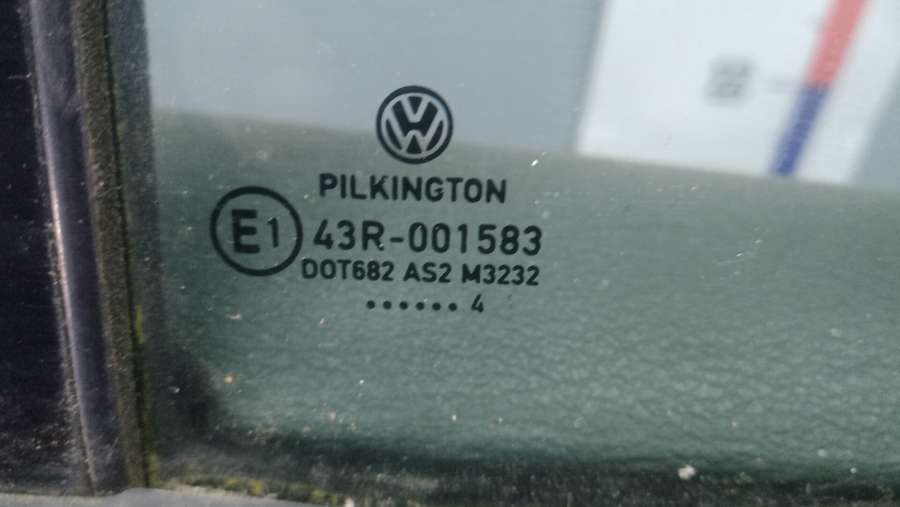 PILKINGTON
E1 43R-001583
DOT682 AS2 M3232
...... 4